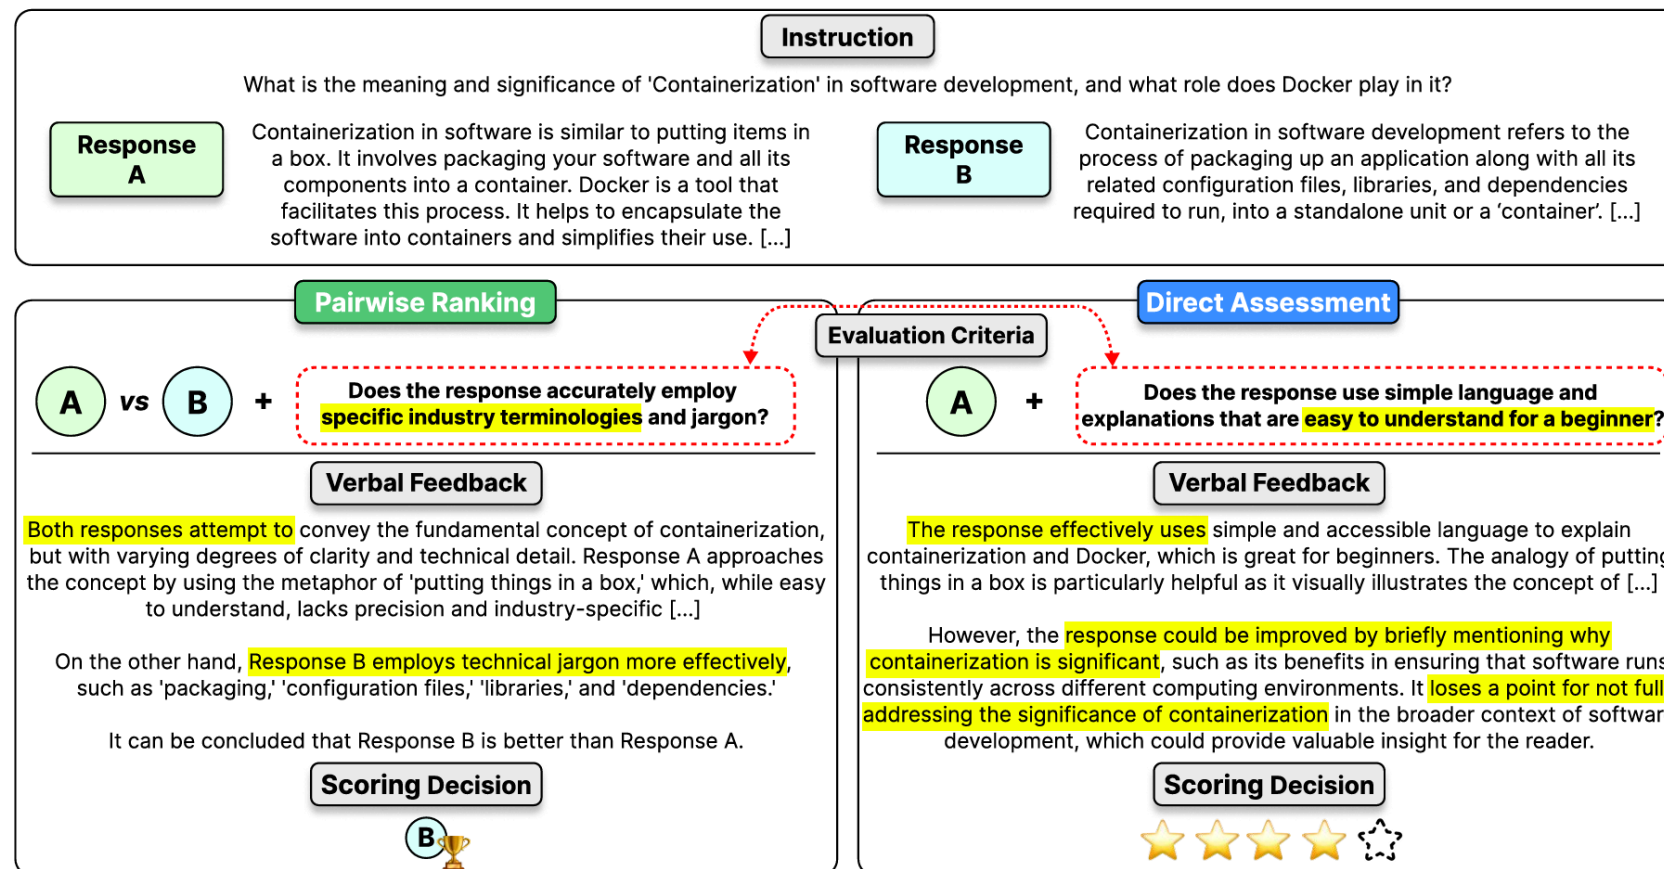 Instruction
What is the meaning and significance of 'Containerization' in software development, and what role does Docker play in it?
Response
A
Containerization in software is similar to putting items in
a box. It involves packaging your software and all its
components into a container. Docker is a tool that
facilitates this process. It helps to encapsulate the
software into containers and simplifies their use. [...]
Response
B
Containerization in software development refers to the
process of packaging up an application along with all its
related configuration files, libraries, and dependencies
required to run, into a standalone unit or a ‘container’. [...]
Pairwise Ranking
Direct Assessment
Evaluation Criteria
A vs B +
Does the response accurately employ
specific industry terminologies and jargon?
Verbal Feedback
Both responses attempt to convey the fundamental concept of containerization,
but with varying degrees of clarity and technical detail. Response A approaches
the concept by using the metaphor of 'putting things in a box,' which, while easy
to understand, lacks precision and industry-specific [...]
On the other hand, Response B employs technical jargon more effectively,
such as 'packaging,' 'configuration files,' 'libraries,' and 'dependencies.'
It can be concluded that Response B is better than Response A.
Scoring Decision
B
A +
Does the response use simple language and
explanations that are easy to understand for a beginner?
Verbal Feedback
The response effectively uses simple and accessible language to explain
containerization and Docker, which is great for beginners. The analogy of putting
things in a box is particularly helpful as it visually illustrates the concept of [...]
However, the response could be improved by briefly mentioning why
containerization is significant, such as its benefits in ensuring that software runs
consistently across different computing environments. It loses a point for not full
addressing the significance of containerization in the broader context of softwar
development, which could provide valuable insight for the reader.
Scoring Decision